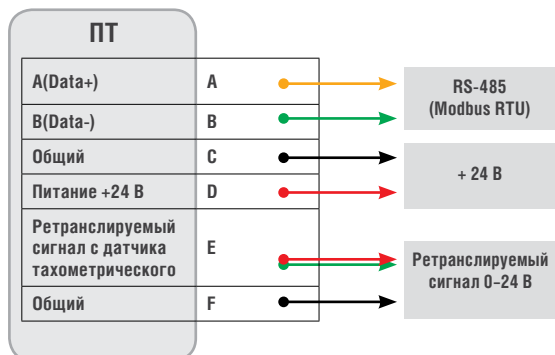 ПТ
A(Data+) A
B(Data-) B
Общий C
Питание +24 В D
Ретранслируемый
сигнал с датчика
тахометрического
E
Общий F
RS-485
(Modbus RTU)
+ 24 В
Ретранслируемый
сигнал 0–24 В